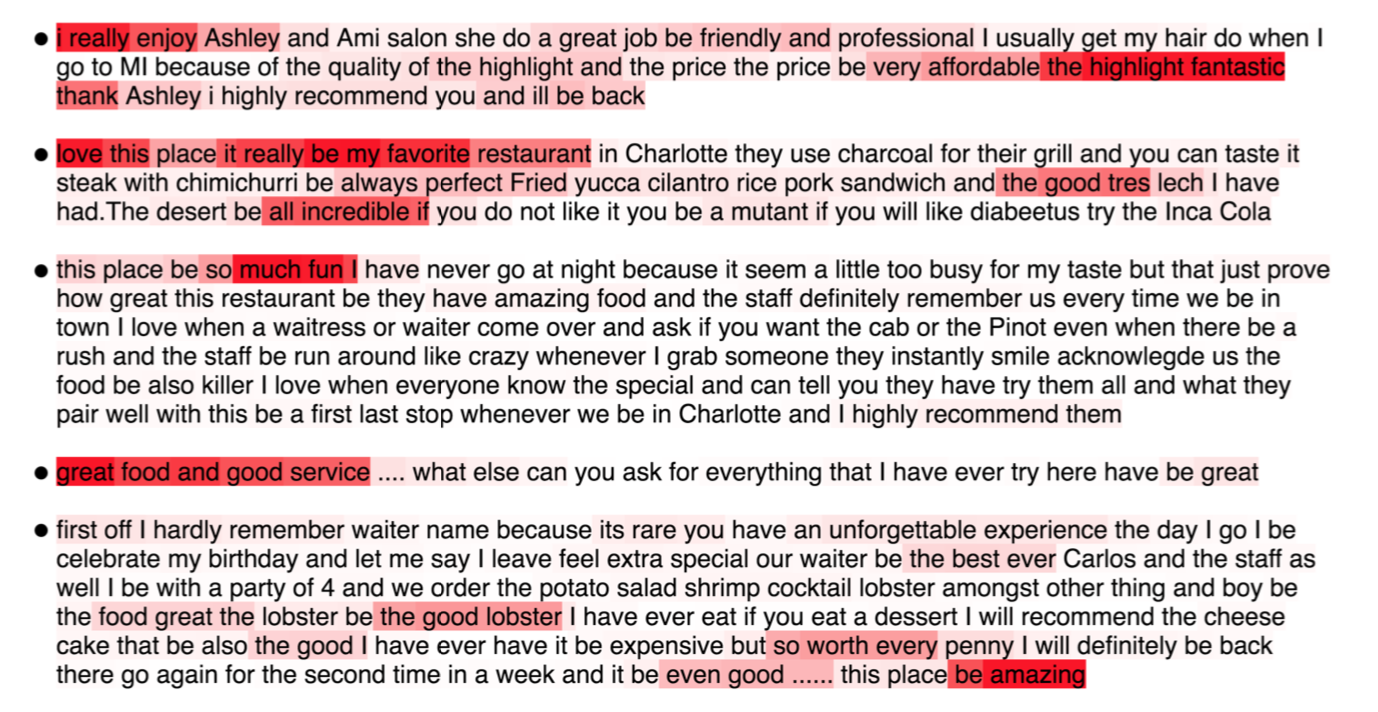 ● i really enjoy Ashley and Ami salon she do a great job be friendly and professional I usually get my hair do when I
go to MI because of the quality of the highlight and the price the price be very affordable the highlight fantastic
thank Ashley i highly recommend you and ill be back
● love this place it really be my favorite restaurant in Charlotte they use charcoal for their grill and you can taste it
steak with chimichurri be always perfect Fried yucca cilantro rice pork sandwich and the good tres lech I have
had.The desert be all incredible if you do not like it you be a mutant if you will like diabeetus try the Inca Cola
● this place be so much fun I have never go at night because it seem a little too busy for my taste but that just prove
how great this restaurant be they have amazing food and the staff definitely remember us every time we be in
town I love when a waitress or waiter come over and ask if you want the cab or the Pinot even when there be a
rush and the staff be run around like crazy whenever I grab someone they instantly smile acknowlegde us the
food be also killer I love when everyone know the special and can tell you they have try them all and what they
pair well with this be a first last stop whenever we be in Charlotte and I highly recommend them
● great food and good service .... what else can you ask for everything that I have ever try here have be great
● first off I hardly remember waiter name because its rare you have an unforgettable experience the day I go I be
celebrate my birthday and let me say I leave feel extra special our waiter be the best ever Carlos and the staff as
well I be with a party of 4 and we order the potato salad shrimp cocktail lobster amongst other thing and boy be
the food great the lobster be the good lobster I have ever eat if you eat a dessert I will recommend the cheese
cake that be also the good I have ever have it be expensive but so worth every penny I will definitely be back
there go again for the second time in a week and it be even good ...... this place be amazing